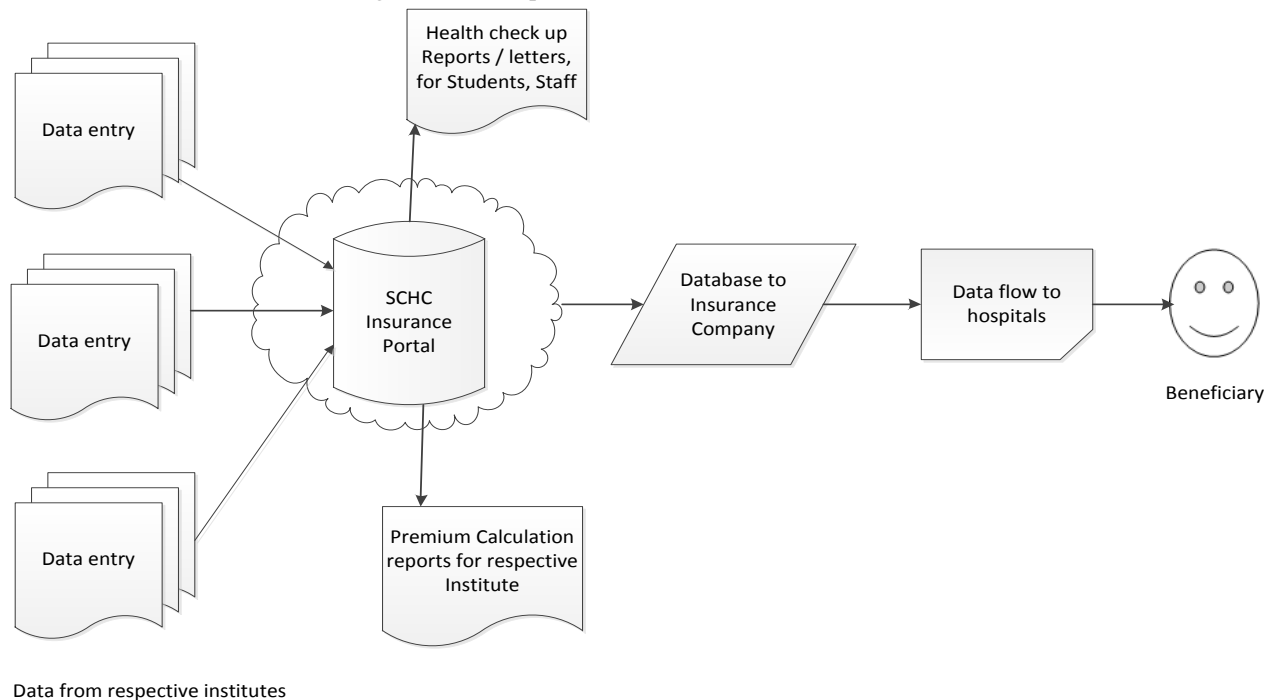 Health check up
Reports / letters,
for Students, Staff
Data entry
Data entry
Data entry
SCHC
Insurance
Portal
Database to
Insurance
Company
Data flow to
hospitals
Beneficiary
Premium Calculation
reports for respective
Institute
Data from respective institutes